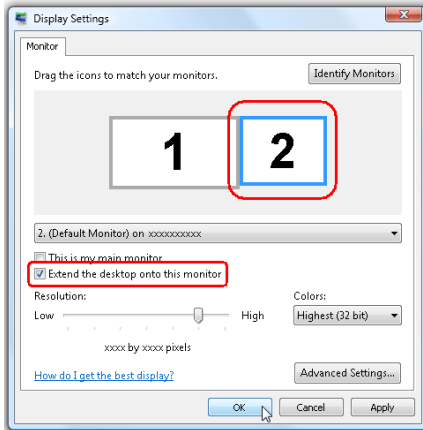 Display Settings
Monitor
Drag the icons to match your monitors.
Identify Monitors
1
2
2. (Default Monitor) on xxxxxxxxxx
This is my main monitor
Extend the desktop onto this monitor
Resolution:
Colors:
Low
High
Highest (32 bit)
xxxx by xxxx pixels
How do I get the best display?
Advanced Settings...
OK
Cancel
Apply